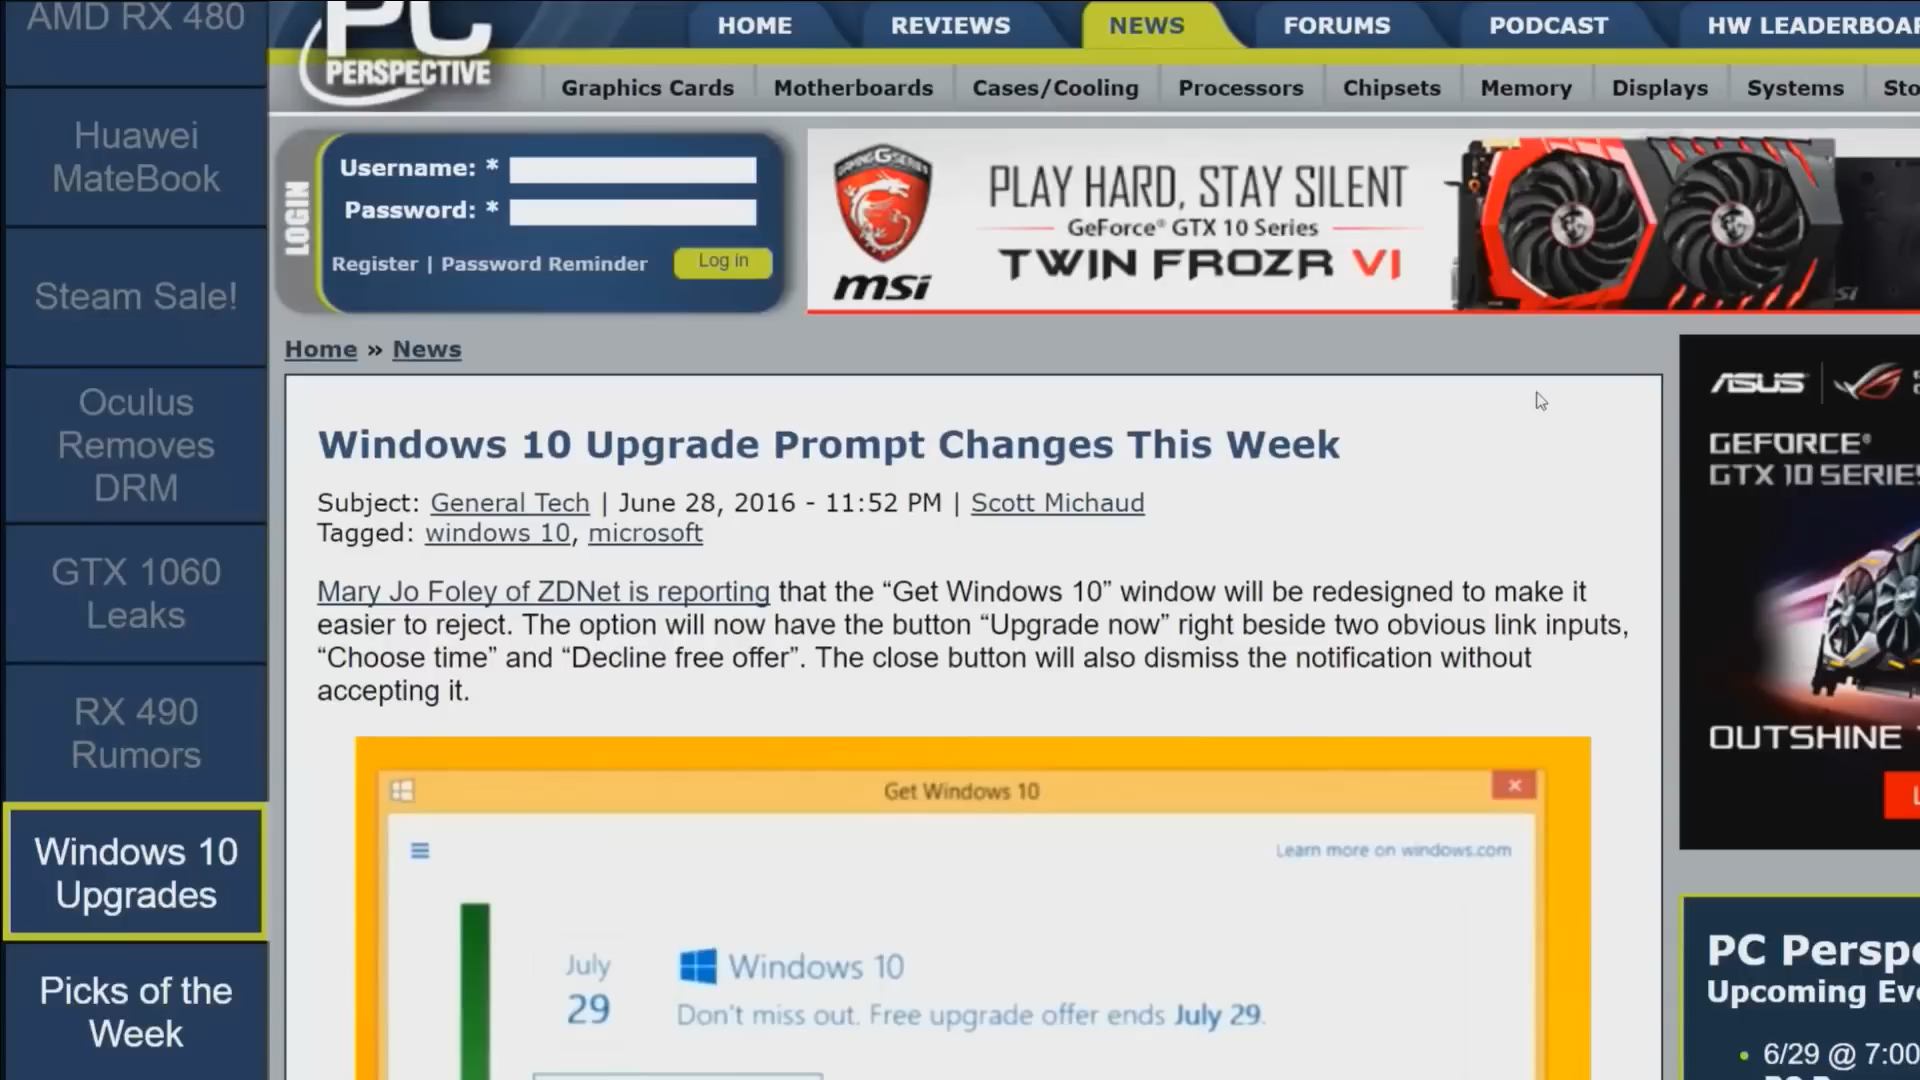 AMD RX 480
Huawei
MateBook
Steam Sale!
Oculus
Removes
DRM
GTX 1060
Leaks
RX 490
Rumors
Windows 10
Upgrades
Picks of the
Week
PC
PERSPECTIVE
HOME
REVIEWS
NEWS
FORUMS
PODCAST
HW LEADERBOAR
Graphics Cards
Motherboards
Cases/Cooling
Processors
Chipsets
Memory
Displays
Systems
Sto
LOGIN
Username: *
Password: *
Register | Password Reminder
Log in
GAMING G SERIES
msi
PLAY HARD, STAY SILENT
GeForce® GTX 10 Series
TWIN FROZR VI
Home » News
Windows 10 Upgrade Prompt Changes This Week
Subject: General Tech | June 28, 2016 - 11:52 PM | Scott Michaud
Tagged: windows 10, microsoft
Mary Jo Foley of ZDNet is reporting that the “Get Windows 10” window will be redesigned to make it
easier to reject. The option will now have the button “Upgrade now” right beside two obvious link inputs,
“Choose time” and “Decline free offer”. The close button will also dismiss the notification without
accepting it.
Get Windows 10
Learn more on windows.com
July
29
Windows 10
Don't miss out. Free upgrade offer ends July 29.
ASUS
GEFORCE®
GTX 10 SERIES
OUTSHINE
PC Perspe
Upcoming Eve
6/29 @ 7:00